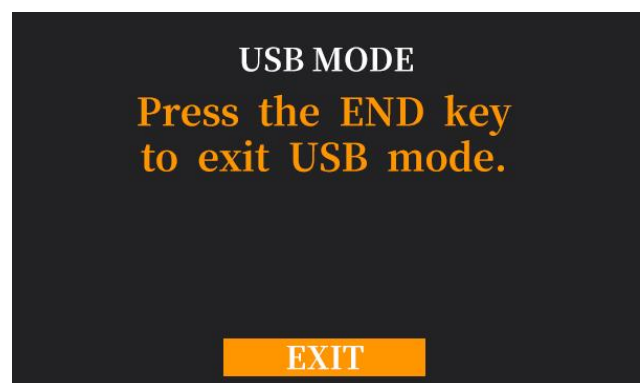 USB MODE
Press the END key
to exit USB mode.
EXIT